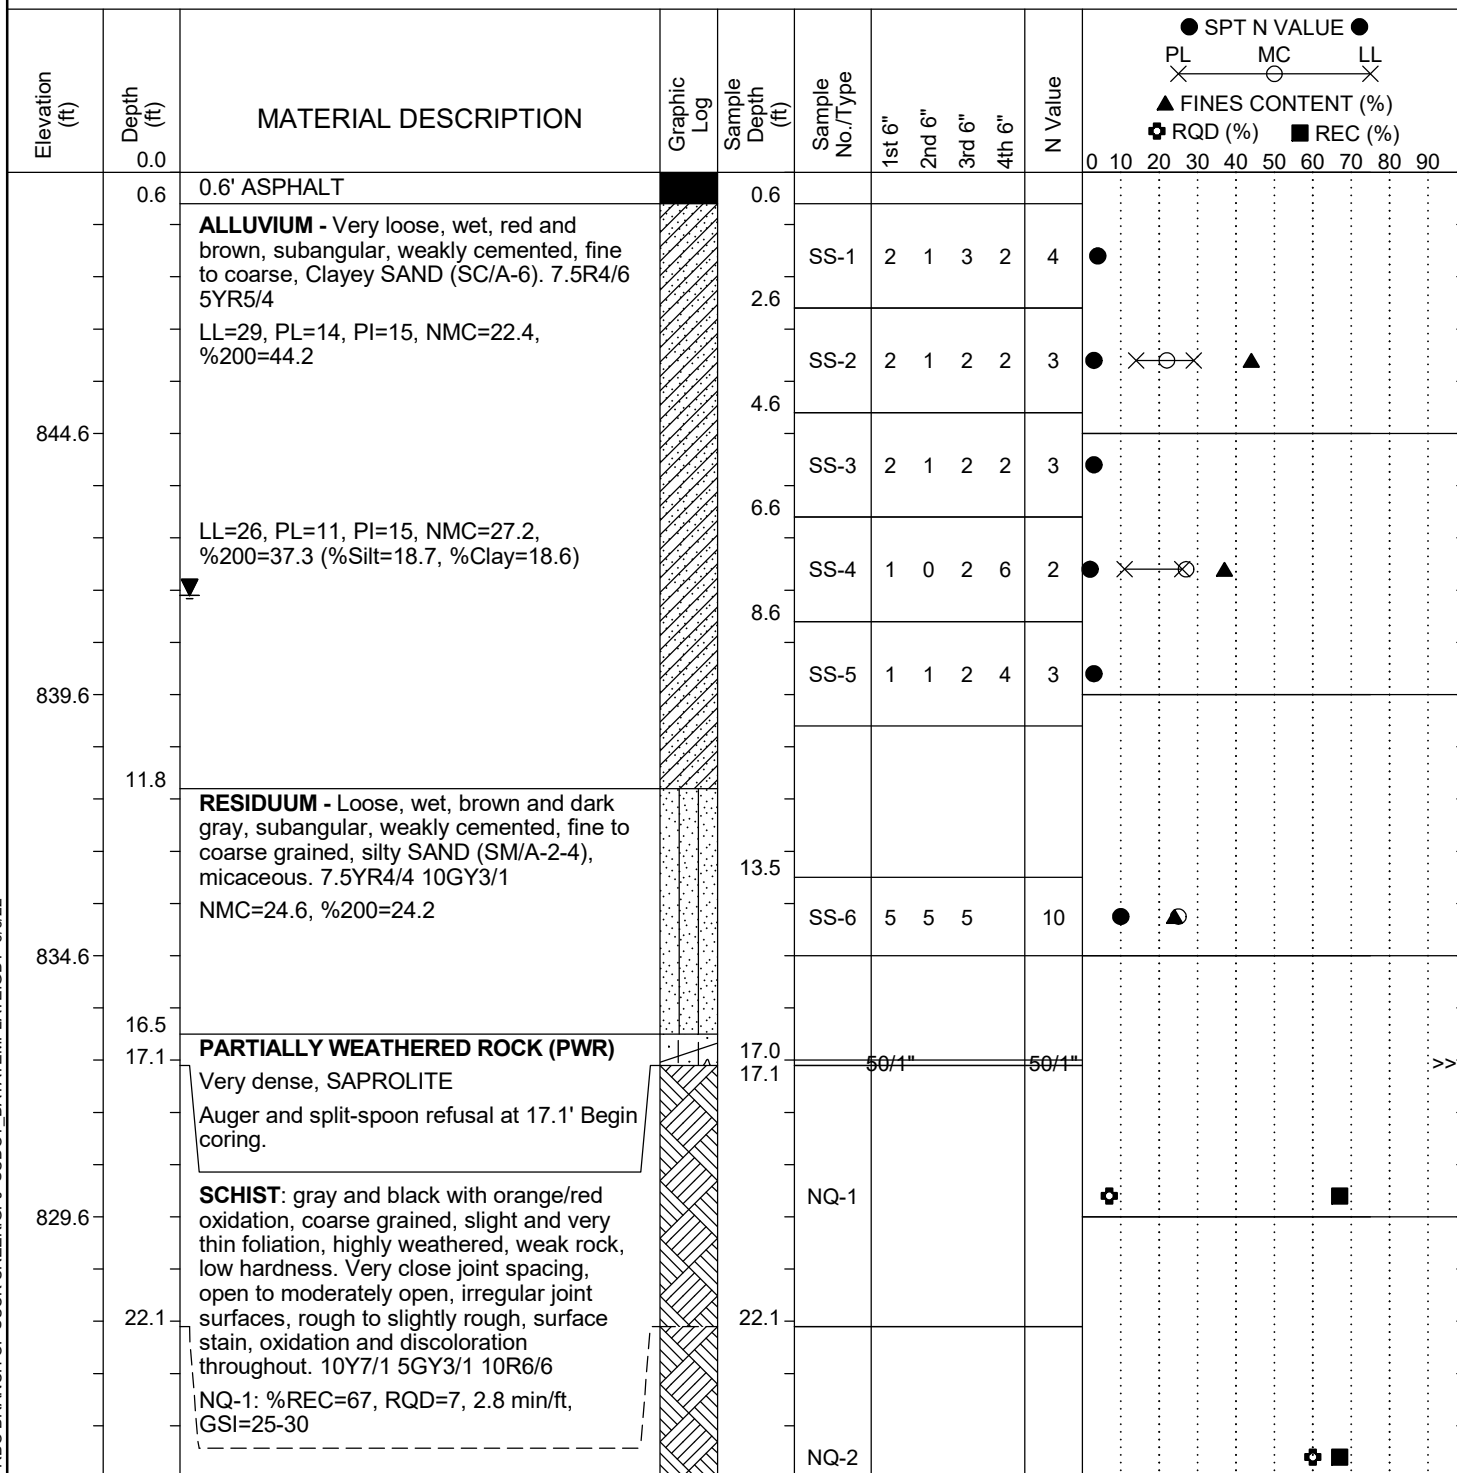 Elevation (ft)
Depth (ft)
0.0
MATERIAL DESCRIPTION
Graphic Log
Sample Depth (ft)
Sample No./Type
1st 6"
2nd 6"
3rd 6"
4th 6"
N Value
SPT N VALUE
PL MC LL
FINES CONTENT (%)
RQD (%) REC (%)
0 10 20 30 40 50 60 70 80 90
0.6 0.6' ASPHALT 0.6
ALLUVIUM - Very loose, wet, red and
brown, subangular, weakly cemented, fine
to coarse, Clayey SAND (SC/A-6). 7.5R4/6
5YR5/4
SS-1 2 1 3 2 4
2.6
LL=29, PL=14, PI=15, NMC=22.4,
%200=44.2
SS-2 2 1 2 2 3
4.6
844.6
SS-3 2 1 2 2 3
6.6
LL=26, PL=11, PI=15, NMC=27.2,
%200=37.3 (%Silt=18.7, %Clay=18.6)
SS-4 1 0 2 6 2
8.6
SS-5 1 1 2 4 3
839.6
11.8
RESIDUUM - Loose, wet, brown and dark
gray, subangular, weakly cemented, fine to
coarse grained, silty SAND (SM/A-2-4),
micaceous. 7.5YR4/4 10GY3/1
13.5
NMC=24.6, %200=24.2
SS-6 5 5 5 10
834.6
16.5
PARTIALLY WEATHERED ROCK (PWR)
17.1
17.0
17.1
50/1" 50/1" >>
Very dense, SAPROLITE
Auger and split-spoon refusal at 17.1' Begin
coring.
SCHIST: gray and black with orange/red
oxidation, coarse grained, slight and very
thin foliation, highly weathered, weak rock,
low hardness. Very close joint spacing,
open to moderately open, irregular joint
surfaces, rough to slightly rough, surface
stain, oxidation and discoloration
throughout. 10Y7/1 5GY3/1 10R6/6
NQ-1
829.6
22.1 22.1
NQ-1: %REC=67, RQD=7, 2.8 min/ft,
GSI=25-30
NQ-2